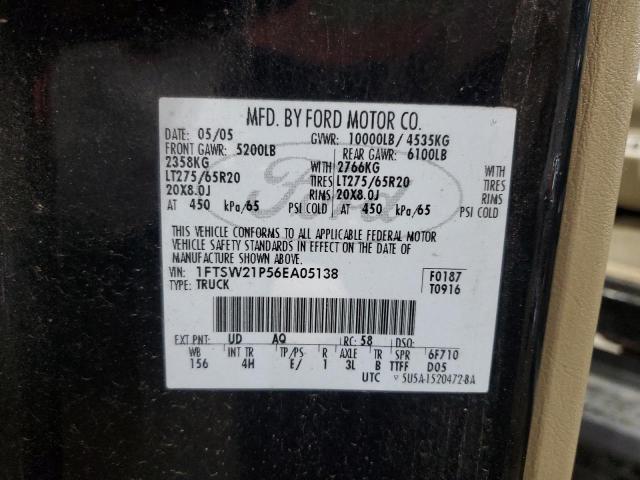 MFD. BY FORD MOTOR CO.
DATE: 05/05 GVWR: 10000LB/ 4535KG
FRONT GAWR: 5200LB REAR GAWR: 6100LB
2358KG WITH 2766KG WITH
LT275/65R20 TIRES LT275/65R20 TIRES
20X8.0J RIMS 20X8.0J RIMS
AT 450 kPa/65 PSI COLD AT 450 kPa/65 PSI COLD
Ford
THIS VEHICLE CONFORMS TO ALL APPLICABLE FEDERAL MOTOR
VEHICLE SAFETY STANDARDS IN EFFECT ON THE DATE OF
MANUFACTURE SHOWN ABOVE.
VIN: 1FTSW21P56EA05138 F0187
TYPE: TRUCK T0916
EXT PNT: UD AQ RC: 58 DSO:
WB INT TR TP/PS R AXLE TR SPR 6F710
156 4H E/ 1 3L B TTFF D05
UTC 5U5A-1520472-BA